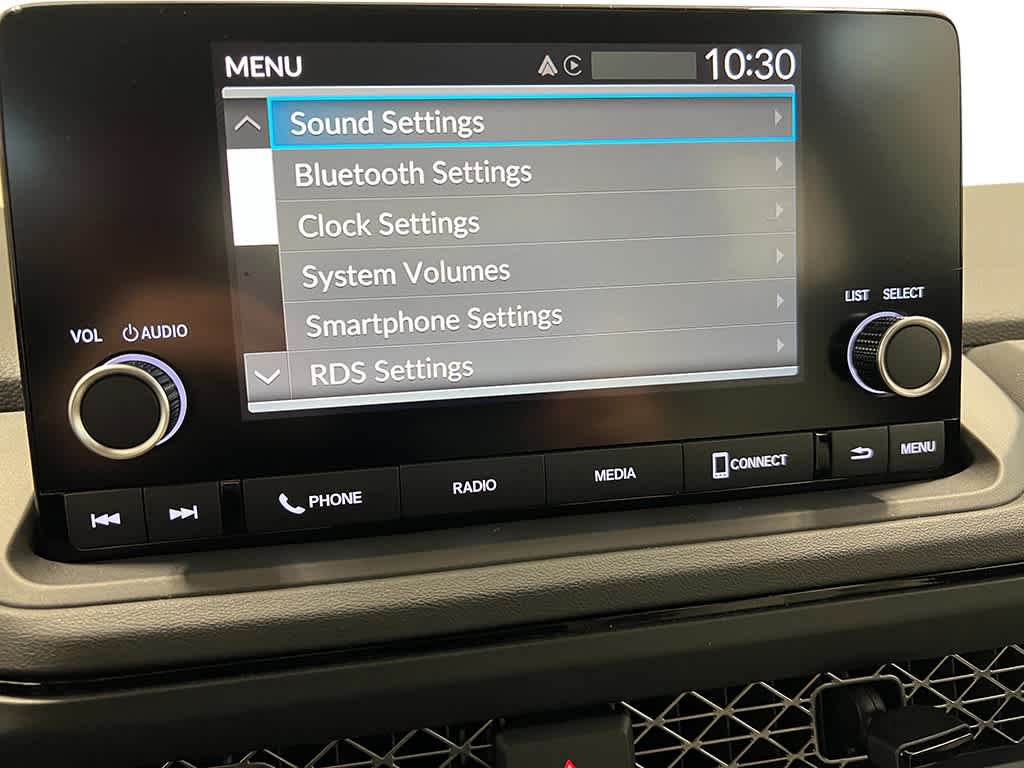 MENU 10:30
Sound Settings
Bluetooth Settings
Clock Settings
System Volumes
Smartphone Settings
RDS Settings
VOL AUDIO
LIST SELECT
PHONE RADIO MEDIA CONNECT MENU